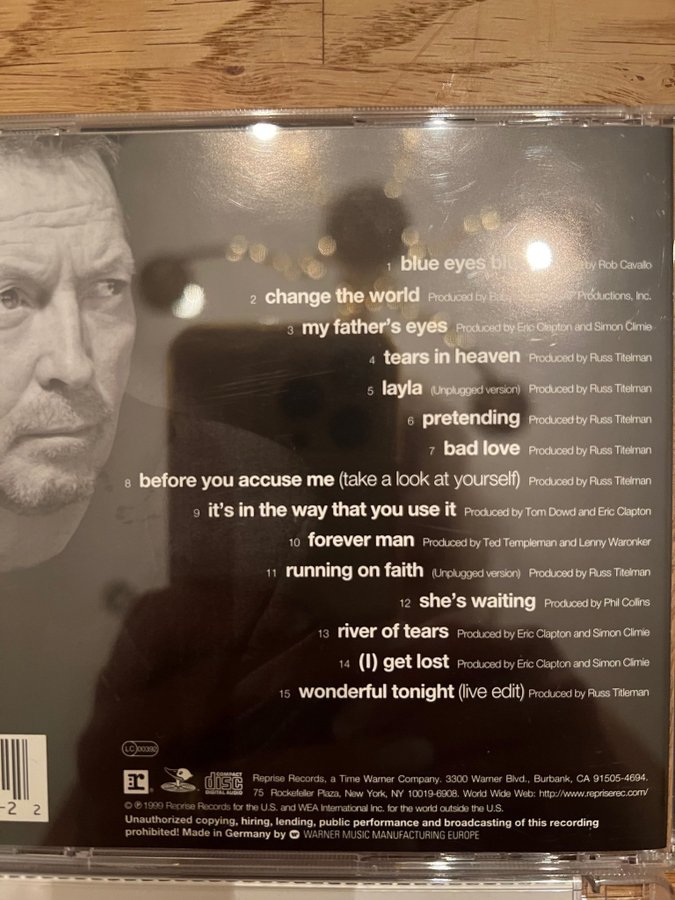 1 blue eyes by Rob Cavallo
2 change the world Produced by Productions, Inc.
3 my father's eyes Produced by Eric Clapton and Simon Climie
4 tears in heaven Produced by Russ Titelman
5 layla (Unplugged version) Produced by Russ Titelman
6 pretending Produced by Russ Titelman
7 bad love Produced by Russ Titelman
8 before you accuse me (take a look at yourself) Produced by Russ Titelman
9 it's in the way that you use it Produced by Tom Dowd and Eric Clapton
10 forever man Produced by Ted Templeman and Lenny Waronker
11 running on faith (Unplugged version) Produced by Russ Titelman
12 she's waiting Produced by Phil Collins
13 river of tears Produced by Eric Clapton and Simon Climie
14 (I) get lost Produced by Eric Clapton and Simon Climie
15 wonderful tonight (live edit) Produced by Russ Titleman
LC 00392
-2 2
COMPACT
disc
DIGITAL AUDIO
Reprise Records, a Time Warner Company. 3300 Warner Blvd., Burbank, CA 91505-4694.
75 Rockefeller Plaza, New York, NY 10019-6908. World Wide Web: http://www.repriserec.com/
© ℗ 1999 Reprise Records for the U.S. and WEA International Inc. for the world outside the U.S.
Unauthorized copying, hiring, lending, public performance and broadcasting of this recording
prohibited! Made in Germany by WARNER MUSIC MANUFACTURING EUROPE